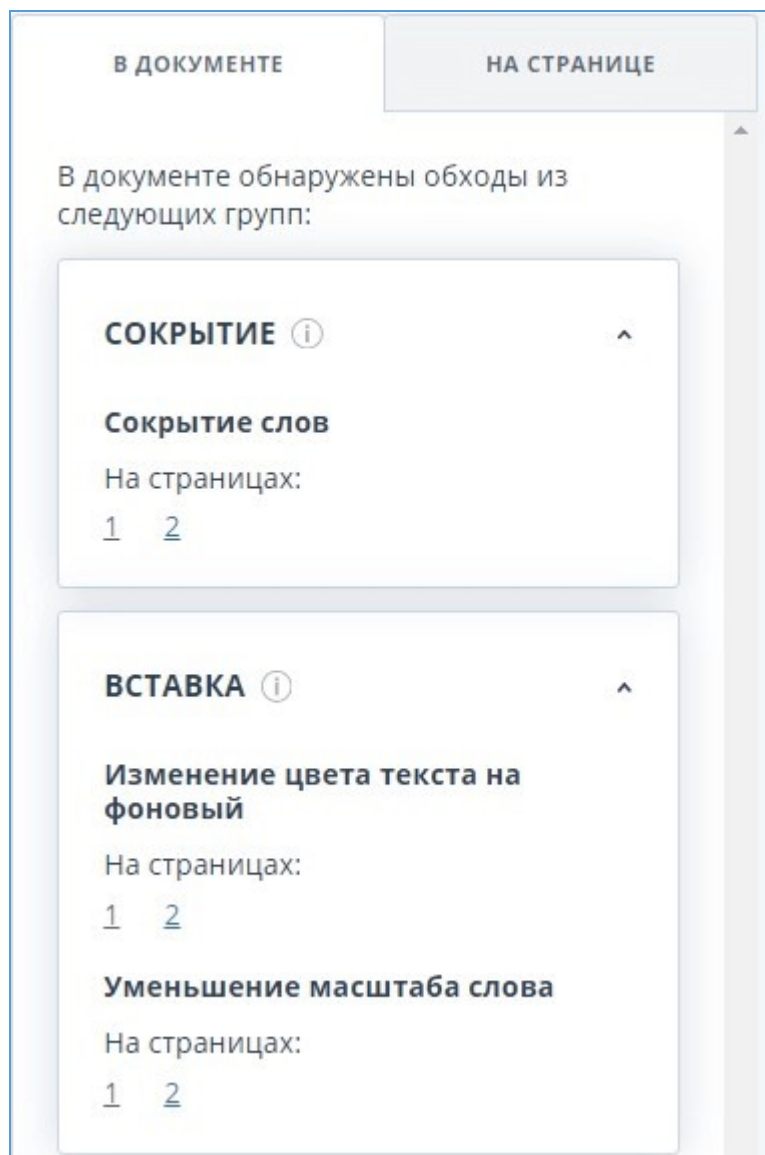 В ДОКУМЕНТЕ НА СТРАНИЦЕ
В документе обнаружены обходы из
следующих групп:
СОКРЫТИЕ
Сокрытие слов
На страницах:
1 2
ВСТАВКА
Изменение цвета текста на
фоновый
На страницах:
1 2
Уменьшение масштаба слова
На страницах:
1 2